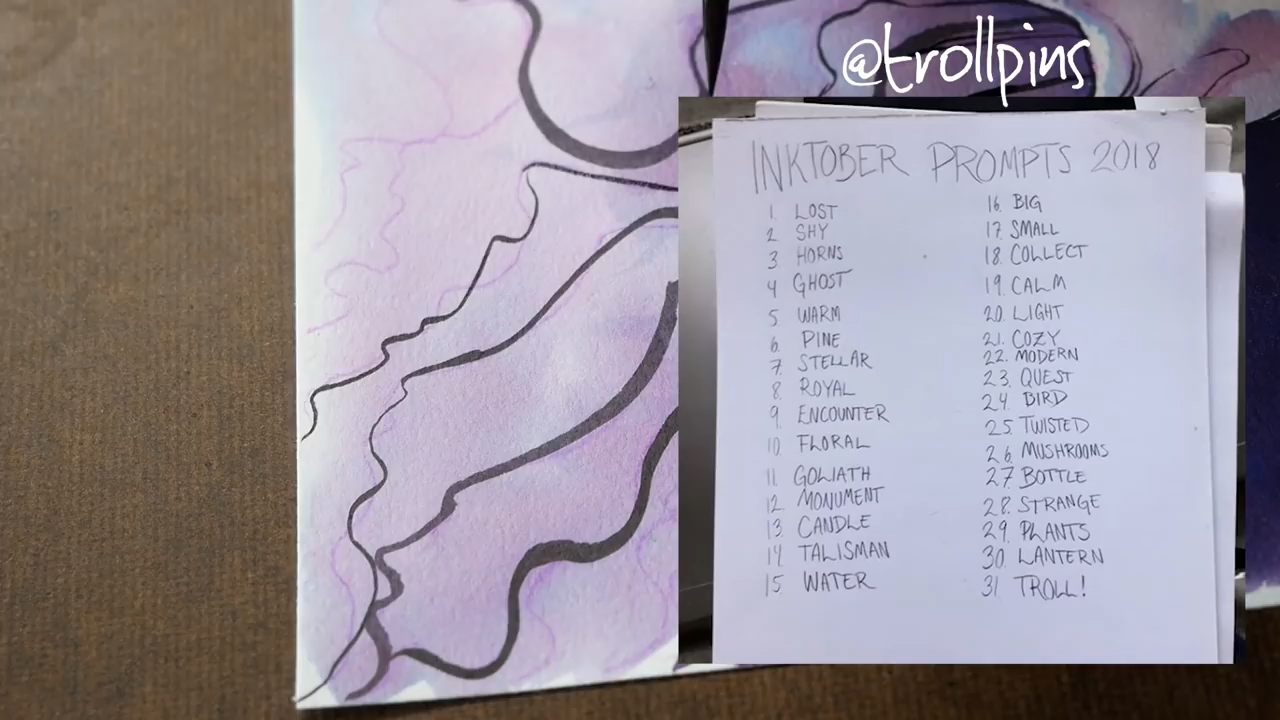 @trollpins
INKTOBER PROMPTS 2018
1. LOST
2 SHY
3 HORNS
4 GHOST
5 WARM
6. PINE
7. STELLAR
8. ROYAL
9. ENCOUNTER
10. FLORAL
11. GOLIATH
12. MONUMENT
13. CANDLE
14. TALISMAN
15. WATER
16. BIG
17. SMALL
18. COLLECT
19. CALM
20. LIGHT
21. COZY
22. MODERN
23. QUEST
24. BIRD
25. TWISTED
26. MUSHROOMS
27. BOTTLE
28. STRANGE
29. PLANTS
30. LANTERN
31 TROLL!